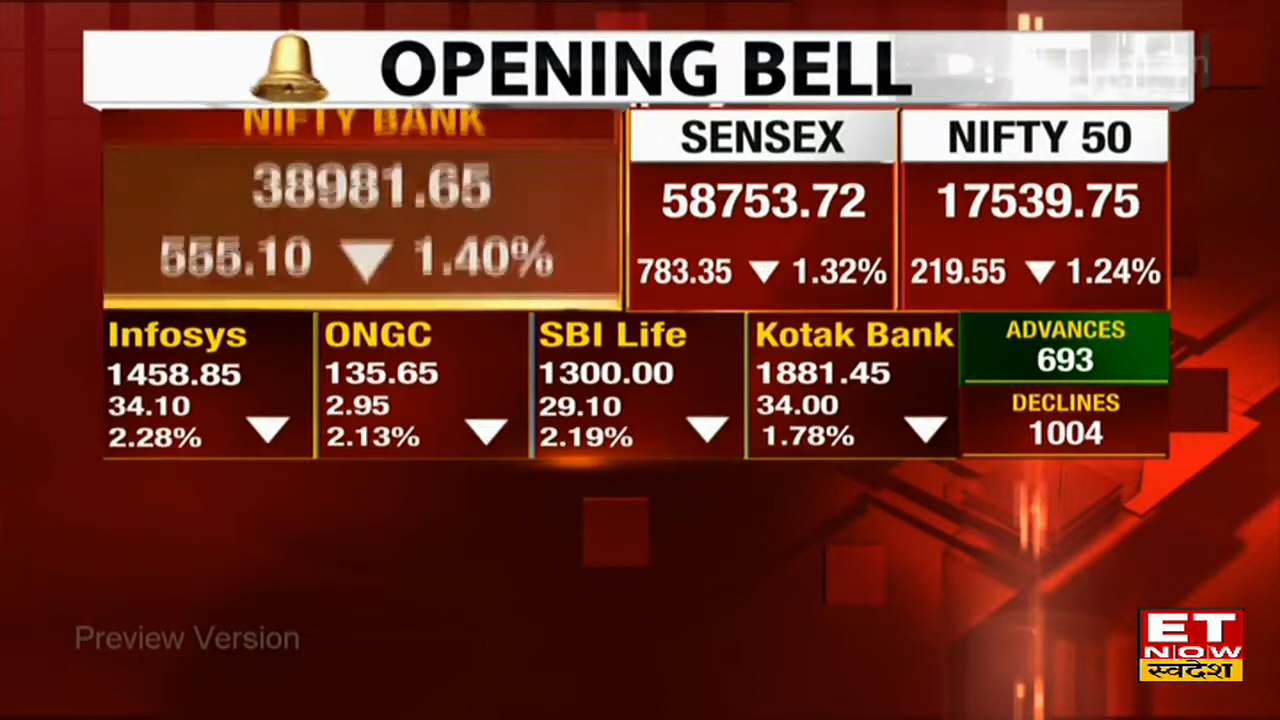 OPENING BELL
NIFTY BANK
38981.65
555.10 ▼ 1.40%
SENSEX
58753.72
783.35 ▼ 1.32%
NIFTY 50
17539.75
219.55 ▼ 1.24%
Infosys
1458.85
34.10
2.28% ▼
ONGC
135.65
2.95
2.13% ▼
SBI Life
1300.00
29.10
2.19% ▼
Kotak Bank
1881.45
34.00
1.78% ▼
ADVANCES
693
DECLINES
1004
Preview Version
ET
NOW
स्वदेश